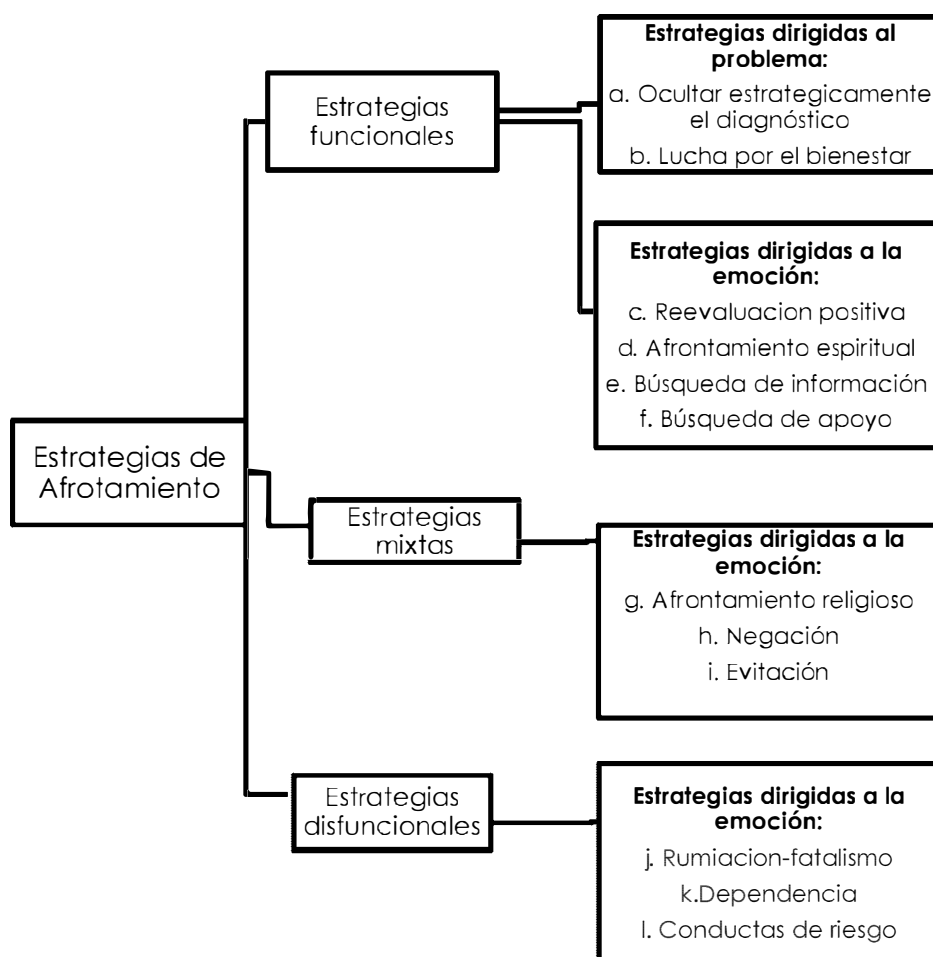 Estrategias de
Afrotamiento
Estrategias
funcionales
Estrategias dirigidas al
problema:
a. Ocultar estrategicamente
el diagnóstico
b. Lucha por el bienestar
Estrategias dirigidas a la
emoción:
c. Reevaluacion positiva
d. Afrontamiento espiritual
e. Búsqueda de información
f. Búsqueda de apoyo
Estrategias
mixtas
Estrategias dirigidas a la
emoción:
g. Afrontamiento religioso
h. Negación
i. Evitación
Estrategias
disfuncionales
Estrategias dirigidas a la
emoción:
j. Rumiacion-fatalismo
k.Dependencia
l. Conductas de riesgo